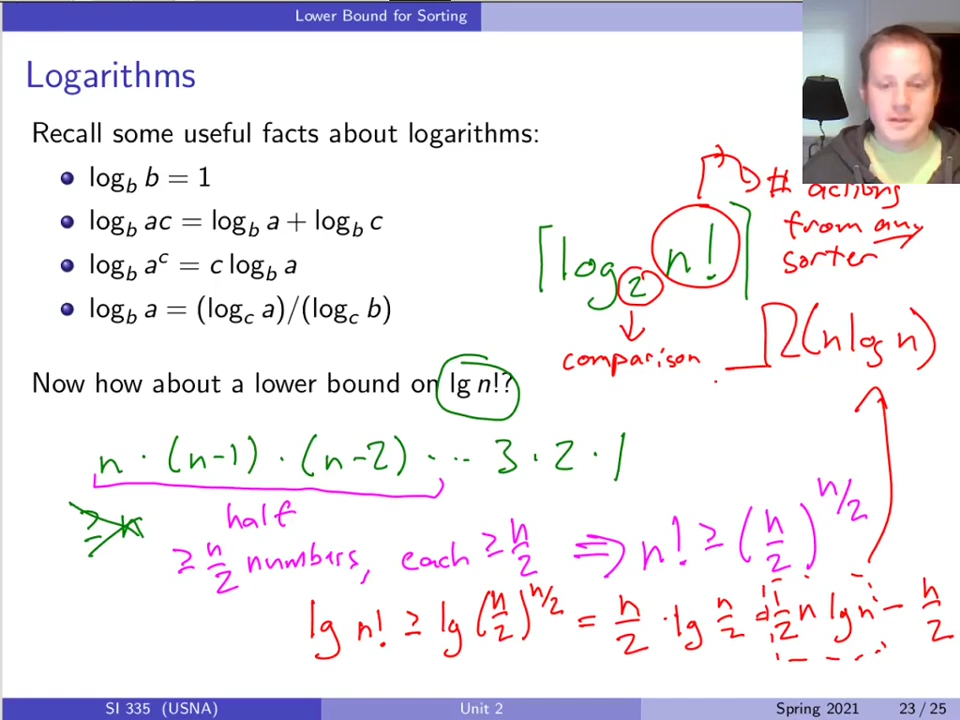 Lower Bound for Sorting
Logarithms
Recall some useful facts about logarithms:
log_b b = 1
log_b ac = log_b a + log_b c
log_b a^c = c log_b a
log_b a = (log_c a)/(log_c b)
⌈log₂ n!⌉
# actions
from any
sorter
comparison
Ω(n log n)
Now how about a lower bound on lg n!?
n · (n-1) · (n-2) · ... 3 · 2 · 1
≥ n
half
≥ n/2 numbers, each ≥ n/2 ⇒ n! ≥ (n/2)^{n/2}
lg n! ≥ lg (n/2)^{n/2} = n/2 · lg n/2 = 1/2 n lg n - n/2
SI 335 (USNA) Unit 2 Spring 2021 23 / 25